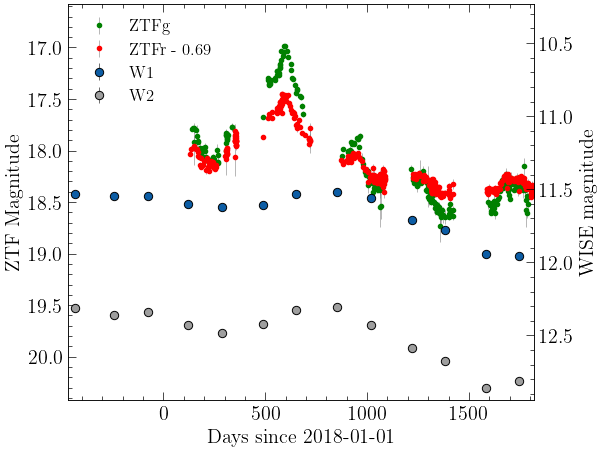 ZTFg
ZTFr - 0.69
W1
W2
17.0
17.5
18.0
18.5
19.0
19.5
20.0
ZTF Magnitude
10.5
11.0
11.5
12.0
12.5
WISE magnitude
0 500 1000 1500
Days since 2018-01-01